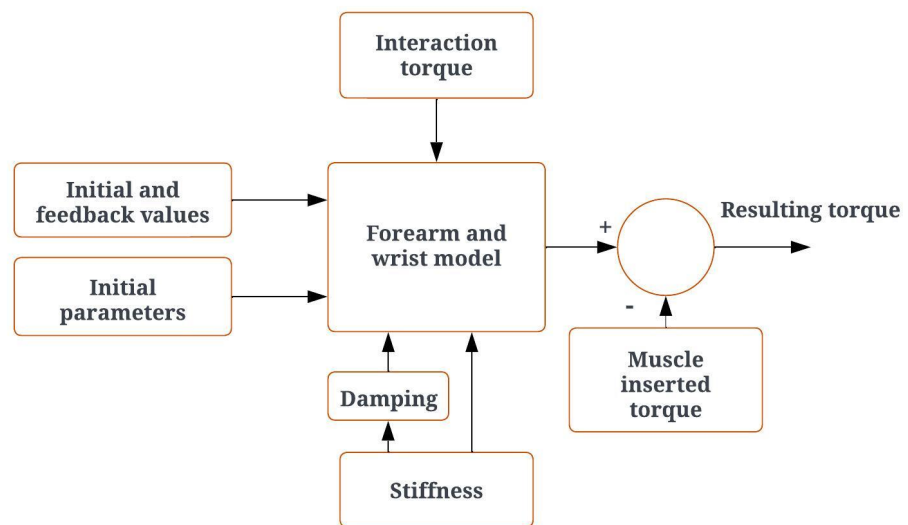 Interaction
torque
Initial and
feedback values
Forearm and
wrist model
Resulting torque
+
Initial
parameters
-
Muscle
inserted
torque
Damping
Stiffness